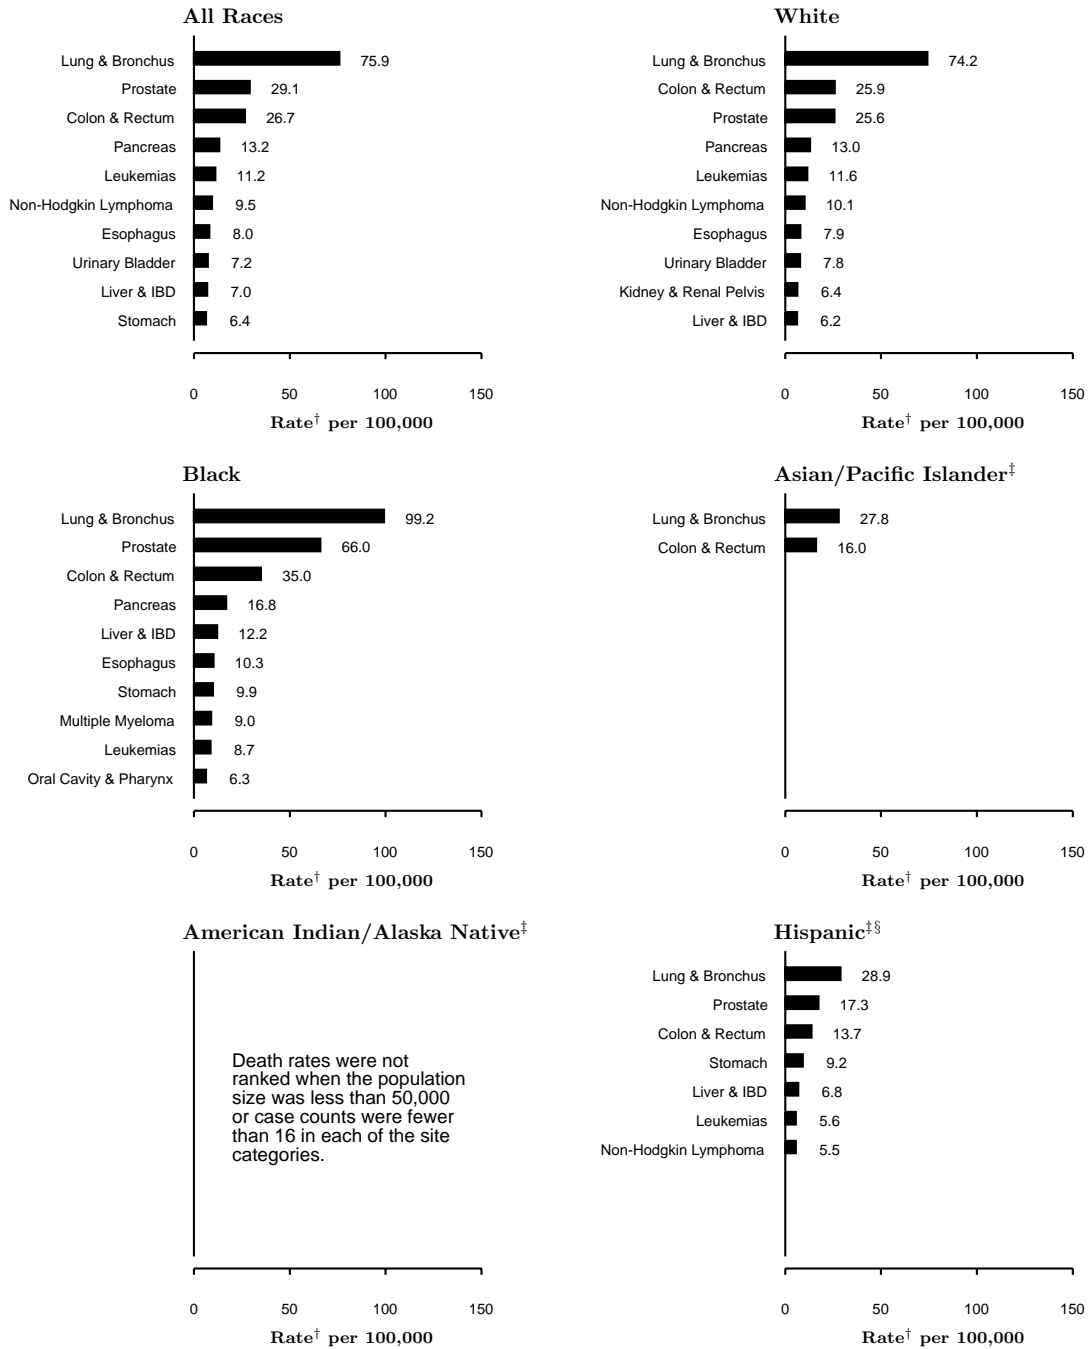 All Races
Lung & Bronchus 75.9
Prostate 29.1
Colon & Rectum 26.7
Pancreas 13.2
Leukemias 11.2
Non-Hodgkin Lymphoma 9.5
Esophagus 8.0
Urinary Bladder 7.2
Liver & IBD 7.0
Stomach 6.4
0 50 100 150
Rate† per 100,000
White
Lung & Bronchus 74.2
Colon & Rectum 25.9
Prostate 25.6
Pancreas 13.0
Leukemias 11.6
Non-Hodgkin Lymphoma 10.1
Esophagus 7.9
Urinary Bladder 7.8
Kidney & Renal Pelvis 6.4
Liver & IBD 6.2
0 50 100 150
Rate† per 100,000
Black
Lung & Bronchus 99.2
Prostate 66.0
Colon & Rectum 35.0
Pancreas 16.8
Liver & IBD 12.2
Esophagus 10.3
Stomach 9.9
Multiple Myeloma 9.0
Leukemias 8.7
Oral Cavity & Pharynx 6.3
0 50 100 150
Rate† per 100,000
Asian/Pacific Islander‡
Lung & Bronchus 27.8
Colon & Rectum 16.0
0 50 100 150
Rate† per 100,000
American Indian/Alaska Native‡
Death rates were not
ranked when the population
size was less than 50,000
or case counts were fewer
than 16 in each of the site
categories.
0 50 100 150
Rate† per 100,000
Hispanic‡§
Lung & Bronchus 28.9
Prostate 17.3
Colon & Rectum 13.7
Stomach 9.2
Liver & IBD 6.8
Leukemias 5.6
Non-Hodgkin Lymphoma 5.5
0 50 100 150
Rate† per 100,000